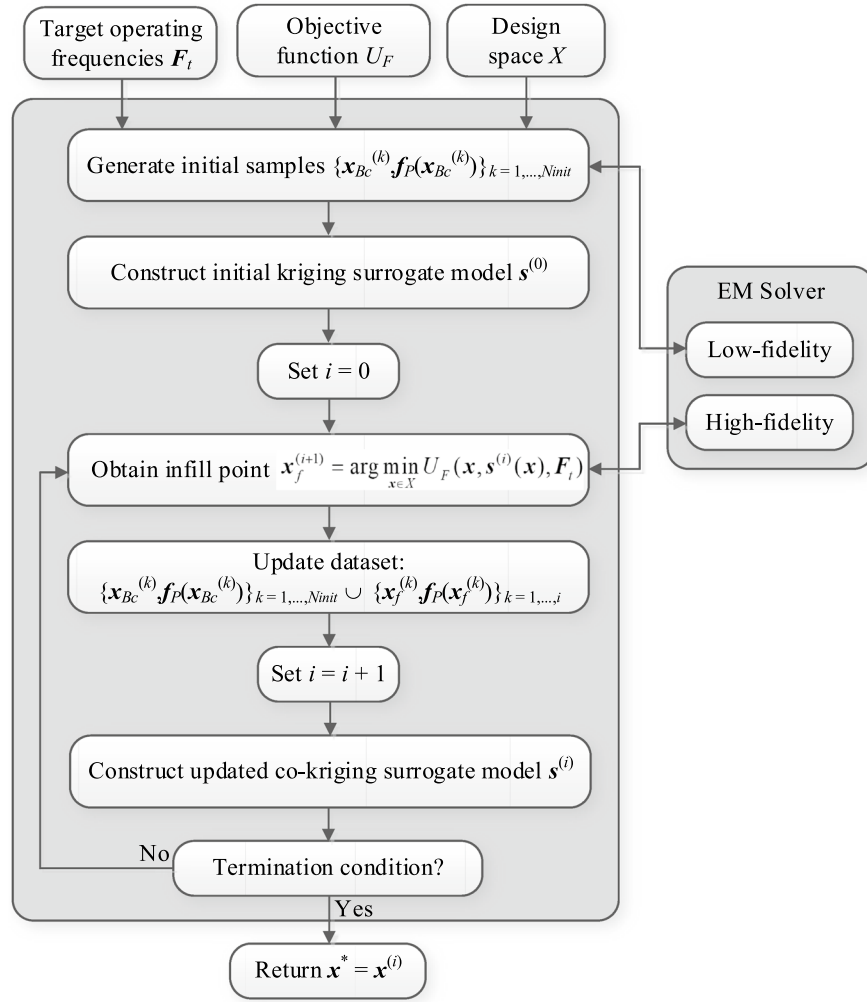 Target operating
frequencies F_t
Objective
function U_F
Design
space X
Generate initial samples {x_Bc^(k),f_P(x_Bc^(k))}_k = 1,...,Ninit
Construct initial kriging surrogate model s^(0)
EM Solver
Low-fidelity
Set i = 0
High-fidelity
Obtain infill point x_f^(i+1) = arg min_{x∈X} U_F(x, s^(i)(x), F_t)
Update dataset:
{x_Bc^(k),f_P(x_Bc^(k))}_k = 1,...,Ninit ∪ {x_f^(k),f_P(x_f^(k))}_k = 1,...,i
Set i = i + 1
Construct updated co-kriging surrogate model s^(i)
No
Termination condition?
Yes
Return x^* = x^(i)